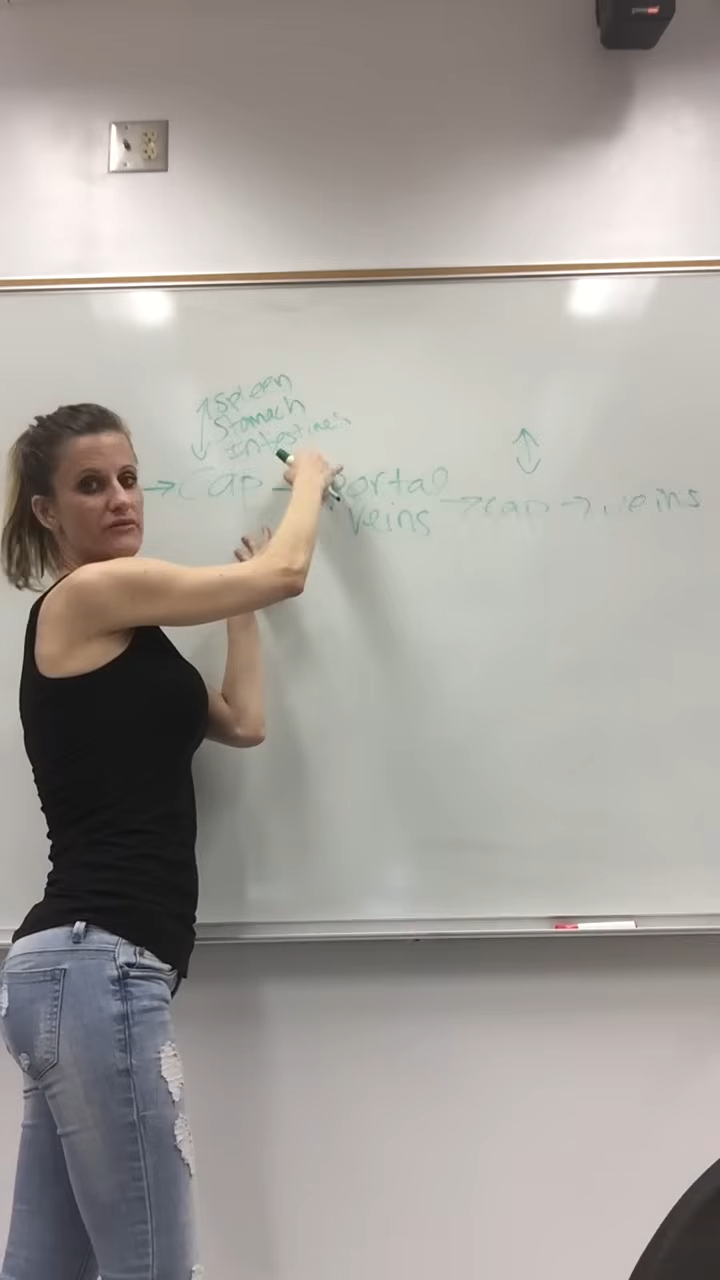 ↑ Spleen
Stomach
↓ Intestines
→ Cap → Portal veins → cap → veins